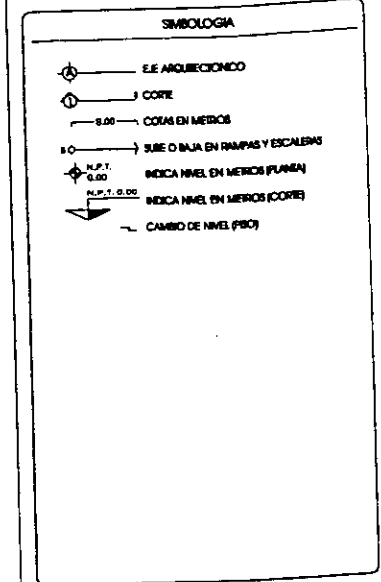 SIMBOLOGIA
A EJE ARQUITECTONICO
1 CORTE
8.00 COTAS EN METROS
SUBE O BAJA EN RAMPAS Y ESCALERAS
N.P.T.
0.00 INDICA NIVEL EN METROS (PLANTA)
N.P.T. 0.00 INDICA NIVEL EN METROS (CORTE)
CAMBIO DE NIVEL (PISO)